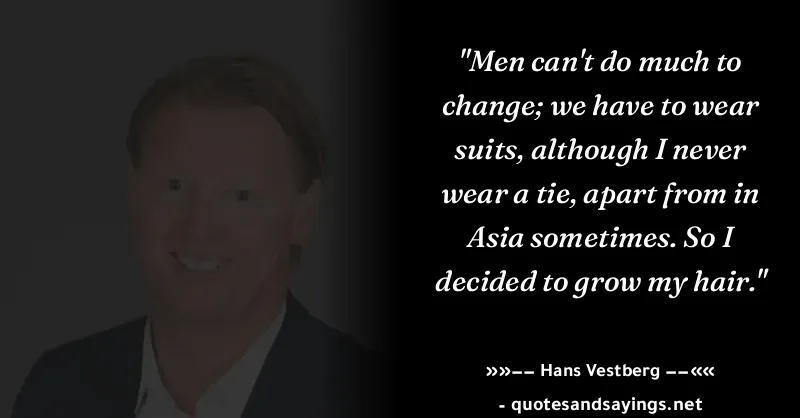 "Men can't do much to
change; we have to wear
suits, although I never
wear a tie, apart from in
Asia sometimes. So I
decided to grow my hair."
»»–– Hans Vestberg ––««
- quotesandsayings.net